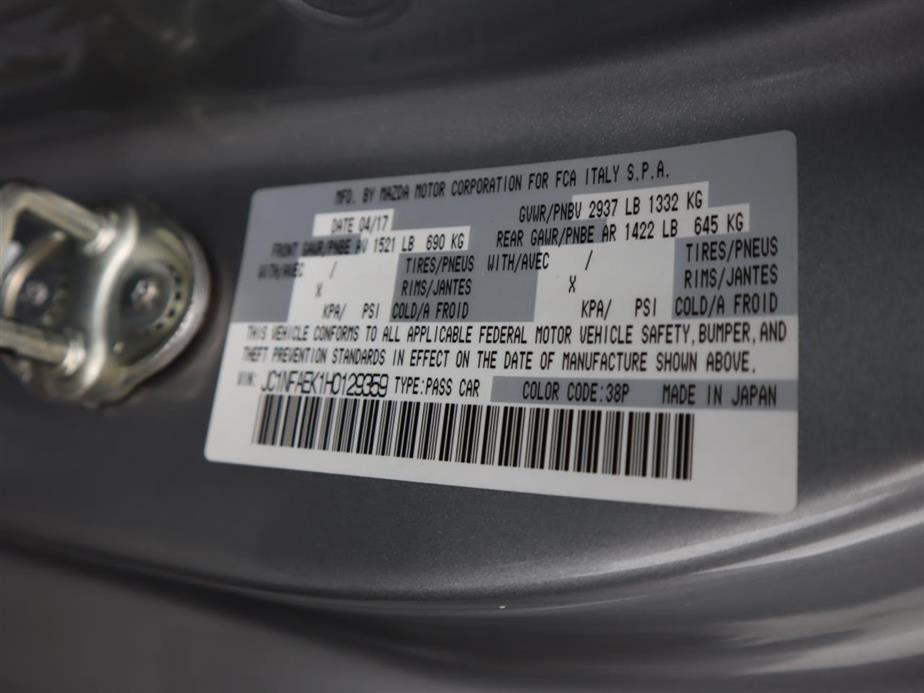 MFD. BY MAZDA MOTOR CORPORATION FOR FCA ITALY S.P.A.
DATE 04/17 GVWR/PNBV 2937 LB 1332 KG
FRONT GAWR/PNBE AV 1521 LB 690 KG REAR GAWR/PNBE AR 1422 LB 645 KG
WITH/AVEC / TIRES/PNEUS WITH/AVEC / TIRES/PNEUS
X RIMS/JANTES X RIMS/JANTES
KPA/ PSI COLD/A FROID KPA/ PSI COLD/A FROID
THIS VEHICLE CONFORMS TO ALL APPLICABLE FEDERAL MOTOR VEHICLE SAFETY, BUMPER, AND
THEFT PREVENTION STANDARDS IN EFFECT ON THE DATE OF MANUFACTURE SHOWN ABOVE.
VIN: JC1NFAEK1H0129359 TYPE:PASS CAR COLOR CODE:38P MADE IN JAPAN